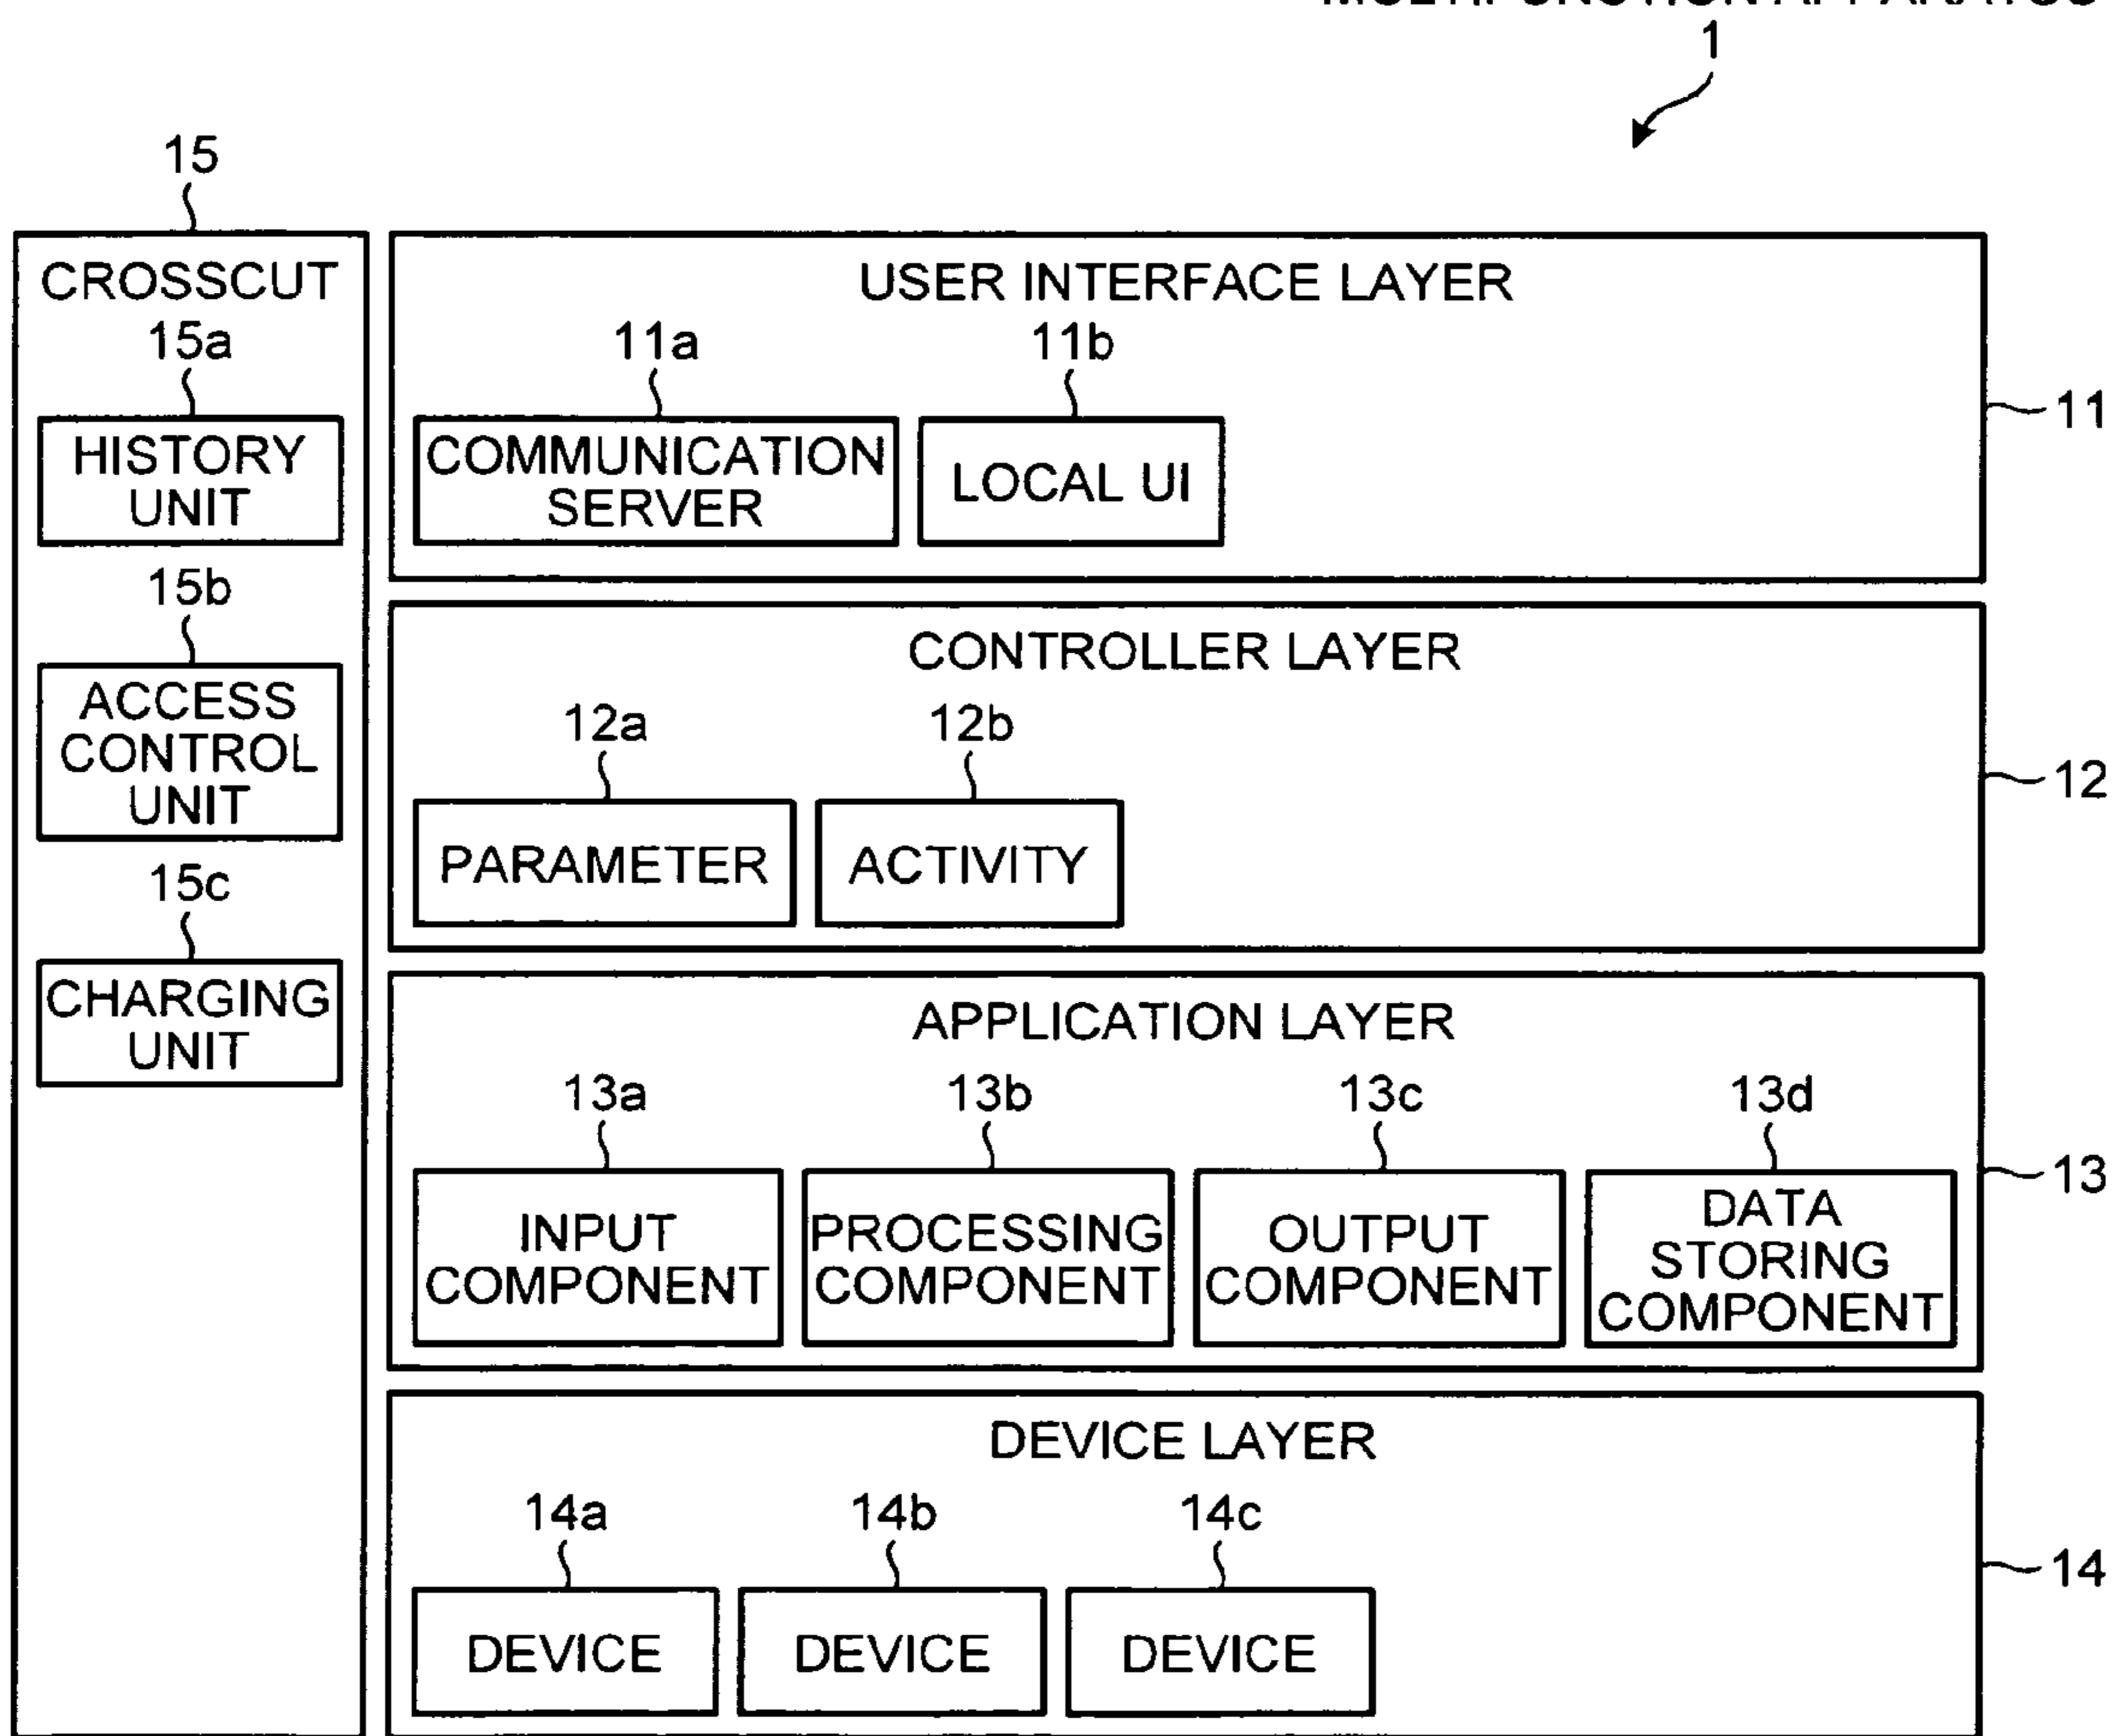 MULTIFUNCTION APPARATUS
1
15
CROSSCUT
15a
HISTORY
UNIT
15b
ACCESS
CONTROL
UNIT
15c
CHARGING
UNIT
USER INTERFACE LAYER
11a
11b
COMMUNICATION
SERVER
LOCAL UI
11
CONTROLLER LAYER
12a
12b
PARAMETER
ACTIVITY
12
APPLICATION LAYER
13a
13b
13c
13d
INPUT
COMPONENT
PROCESSING
COMPONENT
OUTPUT
COMPONENT
DATA
STORING
COMPONENT
13
DEVICE LAYER
14a
14b
14c
DEVICE
DEVICE
DEVICE
14